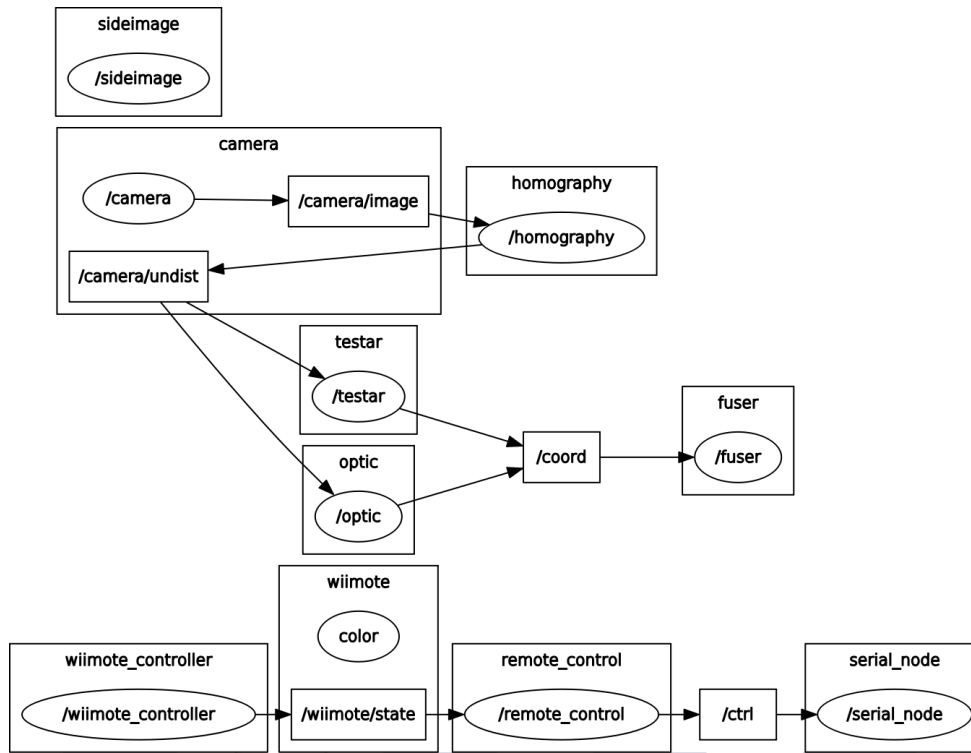 sideimage
/sideimage
camera
/camera
/camera/image
homography
/homography
/camera/undist
testar
/testar
fuser
/coord
/fuser
optic
/optic
wiimote
color
wiimote_controller
/wiimote_controller
/wiimote/state
remote_control
/remote_control
/ctrl
serial_node
/serial_node